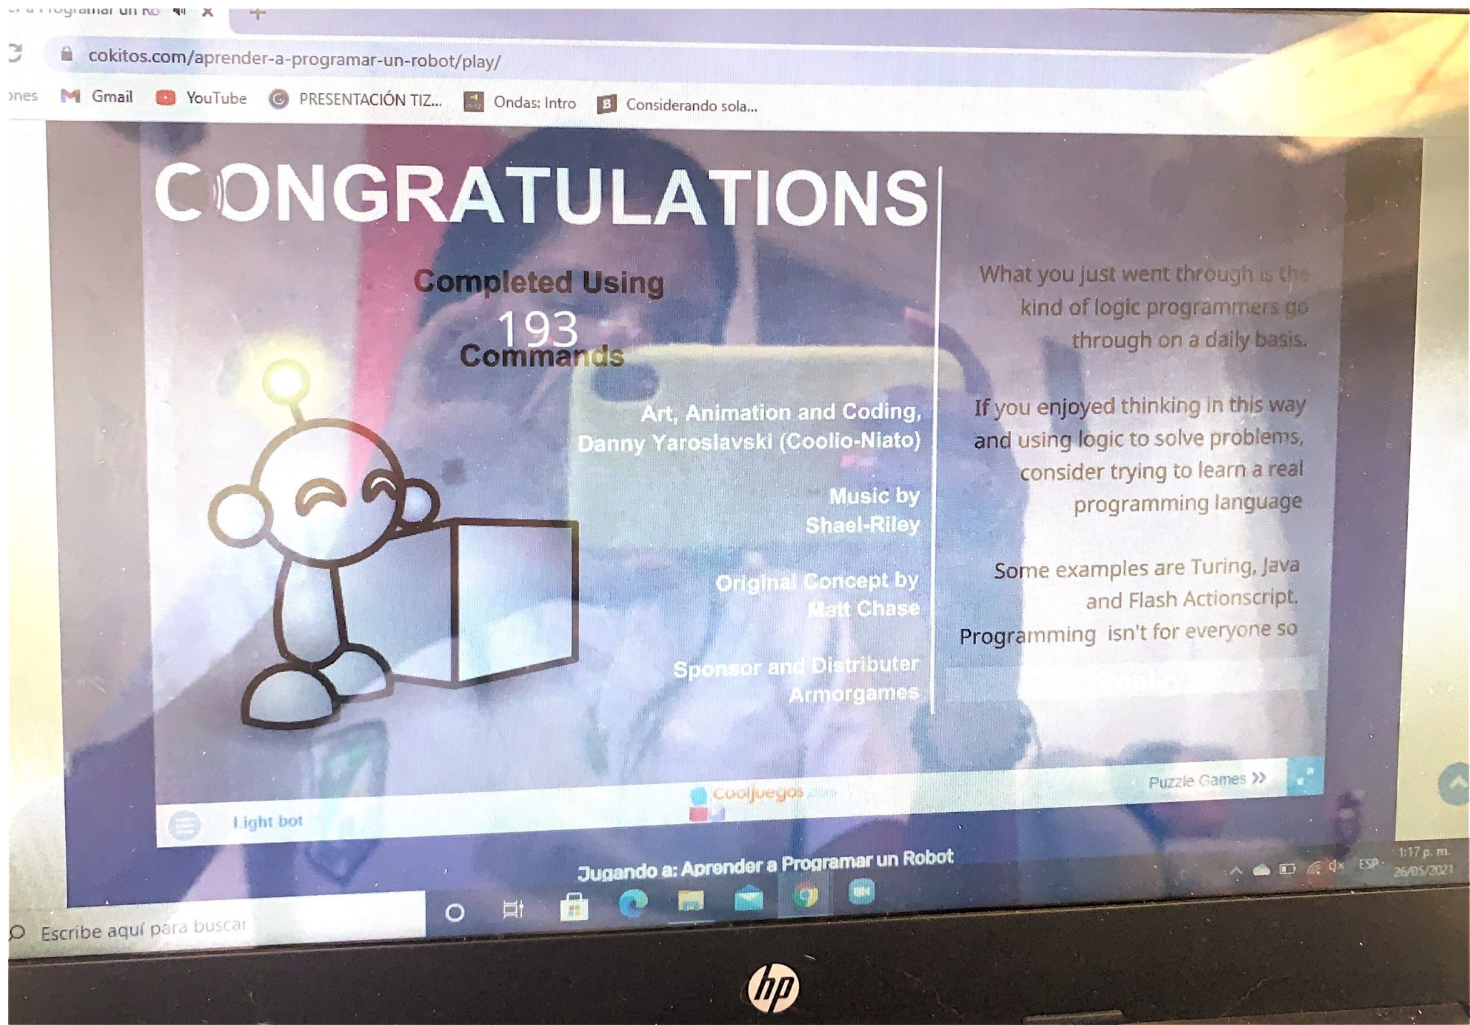 cokitos.com/aprender-a-programar-un-robot/play/
Gmail
YouTube
PRESENTACIÓN TIZ...
Ondas: Intro
Considerando sola...
CONGRATULATIONS
Completed Using
193
Commands
Art, Animation and Coding,
Danny Yaroslavski (Coolio-Niato)
Music by
Shael-Riley
Original Concept by
Matt Chase
Sponsor and Distributer
Armorgames
What you just went through is the
kind of logic programmers go
through on a daily basis.
If you enjoyed thinking in this way
and using logic to solve problems,
consider trying to learn a real
programming language
Some examples are Turing, Java
and Flash Actionscript.
Programming isn't for everyone so
Puzzle Games
Cooljuegos.com
Light bot
Jugando a: Aprender a Programar un Robot
ESP
1:17 p. m.
26/05/2021
Escribe aquí para buscar
hp